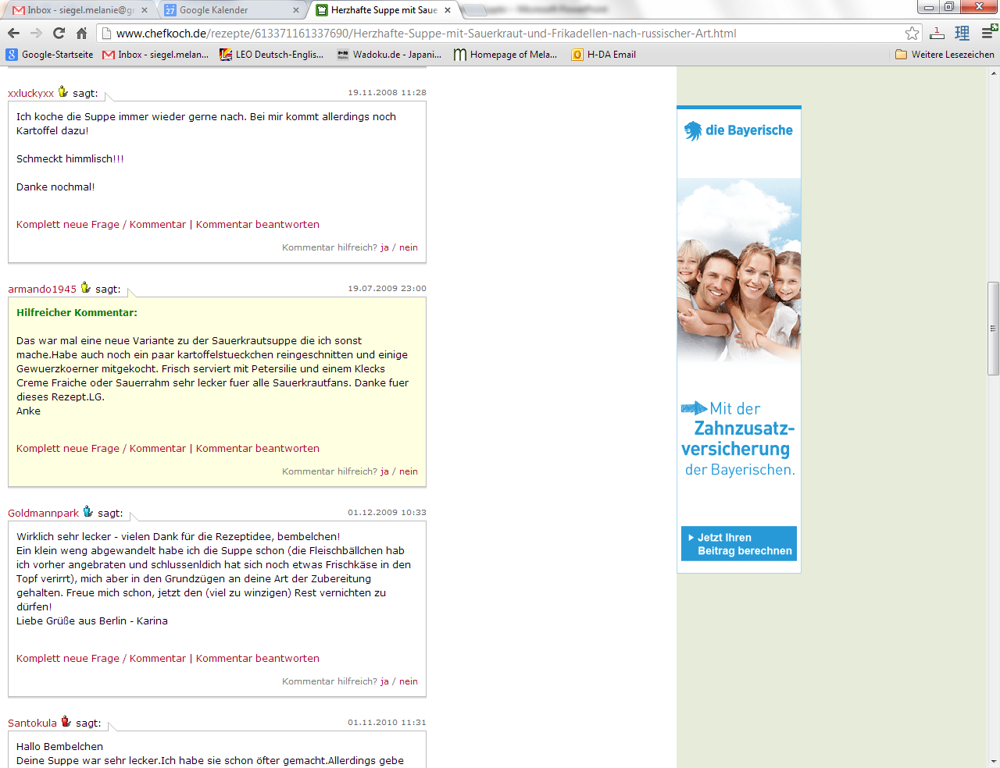 Inbox - siegel.melanie@g
Google Kalender
Herzhafte Suppe mit Saue
Microsoft PowerPoint
www.chefkoch.de/rezepte/613371161337690/Herzhafte-Suppe-mit-Sauerkraut-und-Frikadellen-nach-russischer-Art.html
理
Google-Startseite
Inbox - siegel.melan...
LEO Deutsch-Englis...
Wadoku.de - Japani...
Homepage of Mela...
H-DA Email
Weitere Lesezeichen
xxluckyxx sagt: 19.11.2008 11:28
Ich koche die Suppe immer wieder gerne nach. Bei mir kommt allerdings noch
Kartoffel dazu!
Schmeckt himmlisch!!!
Danke nochmal!
Komplett neue Frage / Kommentar | Kommentar beantworten
Kommentar hilfreich? ja / nein
armando1945 sagt: 19.07.2009 23:00
Hilfreicher Kommentar:
Das war mal eine neue Variante zu der Sauerkrautsuppe die ich sonst
mache.Habe auch noch ein paar kartoffelstueckchen reingeschnitten und einige
Gewuerzkoerner mitgekocht. Frisch serviert mit Petersilie und einem Klecks
Creme Fraiche oder Sauerrahm sehr lecker fuer alle Sauerkrautfans. Danke fuer
dieses Rezept.LG.
Anke
Komplett neue Frage / Kommentar | Kommentar beantworten
Kommentar hilfreich? ja / nein
Goldmannpark sagt: 01.12.2009 10:33
Wirklich sehr lecker - vielen Dank für die Rezeptidee, bembelchen!
Ein klein weng abgewandelt habe ich die Suppe schon (die Fleischbällchen hab
ich vorher angebraten und schlussenldich hat sich noch etwas Frischkäse in den
Topf verirrt), mich aber in den Grundzügen an deine Art der Zubereitung
gehalten. Freue mich schon, jetzt den (viel zu winzigen) Rest vernichten zu
dürfen!
Liebe Grüße aus Berlin - Karina
Komplett neue Frage / Kommentar | Kommentar beantworten
Kommentar hilfreich? ja / nein
Santokula sagt: 01.11.2010 11:31
Hallo Bembelchen
Deine Suppe war sehr lecker.Ich habe sie schon öfter gemacht.Allerdings gebe
die Bayerische
Mit der
Zahnzusatz-
versicherung
der Bayerischen.
Jetzt Ihren
Beitrag berechnen